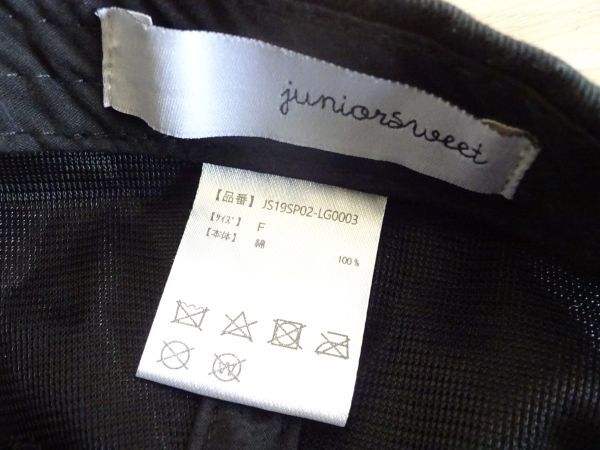 juniorsweet
【品番】 JS19SP02-LG0003
【ｻｲｽﾞ】 F
【本体】 綿 100%
W